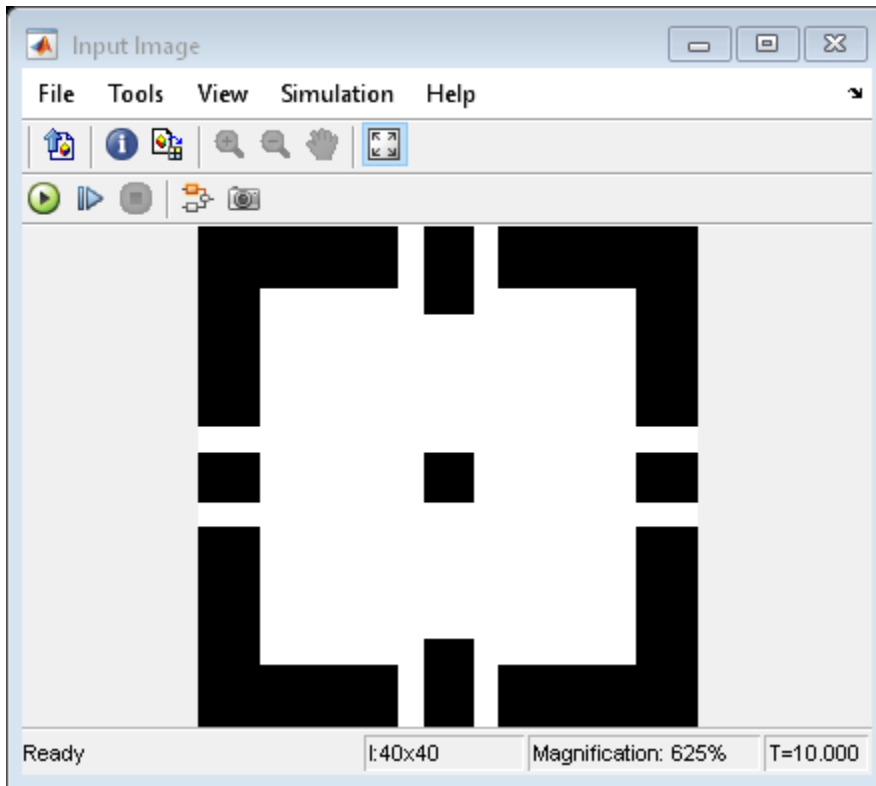 Input Image
File Tools View Simulation Help
Ready I:40x40 Magnification: 625% T=10.000